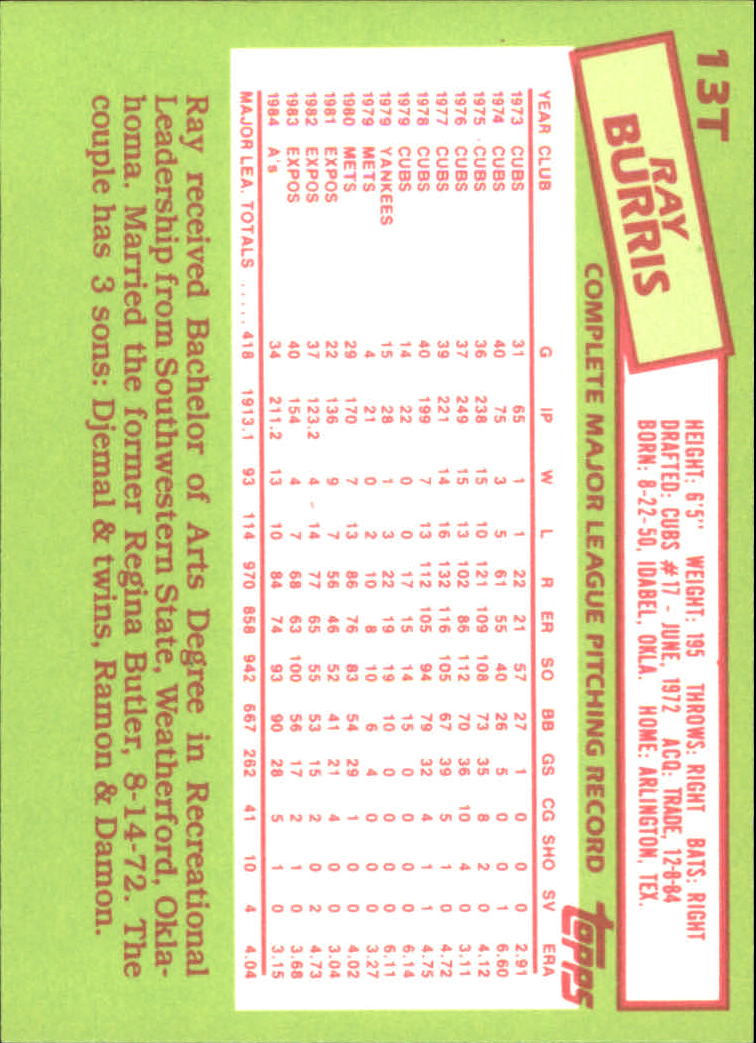 13T
RAY
BURRIS
HEIGHT: 6'5" WEIGHT: 195 THROWS: RIGHT BATS: RIGHT
DRAFTED: CUBS #17 - JUNE, 1972 ACQ: TRADE, 12-8-84
BORN: 8-22-50, IDABEL, OKLA. HOME: ARLINGTON, TEX.
COMPLETE MAJOR LEAGUE PITCHING RECORD
topps
YEAR CLUB G IP W L R ER SO BB GS CG SHO SV ERA
1973 CUBS 31 65 1 1 22 21 57 27 1 0 0 0 2.91
1974 CUBS 40 75 3 5 61 55 40 26 5 0 0 1 6.60
1975 CUBS 36 238 15 10 121 109 108 73 35 8 2 0 4.12
1976 CUBS 37 249 15 13 102 86 112 70 36 10 4 0 3.11
1977 CUBS 39 221 14 16 132 116 105 67 39 5 1 0 4.72
1978 CUBS 40 199 7 13 112 105 94 79 32 4 1 1 4.75
1979 CUBS 14 22 0 0 17 15 14 15 0 0 0 0 6.14
1979 YANKEES 15 28 1 3 22 19 19 10 0 0 0 0 6.11
1979 METS 4 21 0 2 10 8 10 6 4 0 0 0 3.27
1980 METS 29 170 7 13 86 76 83 54 29 1 0 0 4.02
1981 EXPOS 22 136 9 7 56 46 52 41 21 4 0 0 3.04
1982 EXPOS 37 123.2 4 14 77 65 55 53 15 2 0 2 4.73
1983 EXPOS 40 154 4 7 68 63 100 56 17 2 1 0 3.68
1984 A's 34 211.2 13 10 84 74 93 90 28 5 1 0 3.15
MAJOR LEA. TOTALS ..... 418 1913.1 93 114 970 858 942 667 262 41 10 4 4.04
Ray received Bachelor of Arts Degree in Recreational
Leadership from Southwestern State, Weatherford, Okla-
homa. Married the former Regina Butler, 8-14-72. The
couple has 3 sons: Djemal & twins, Ramon & Damon.